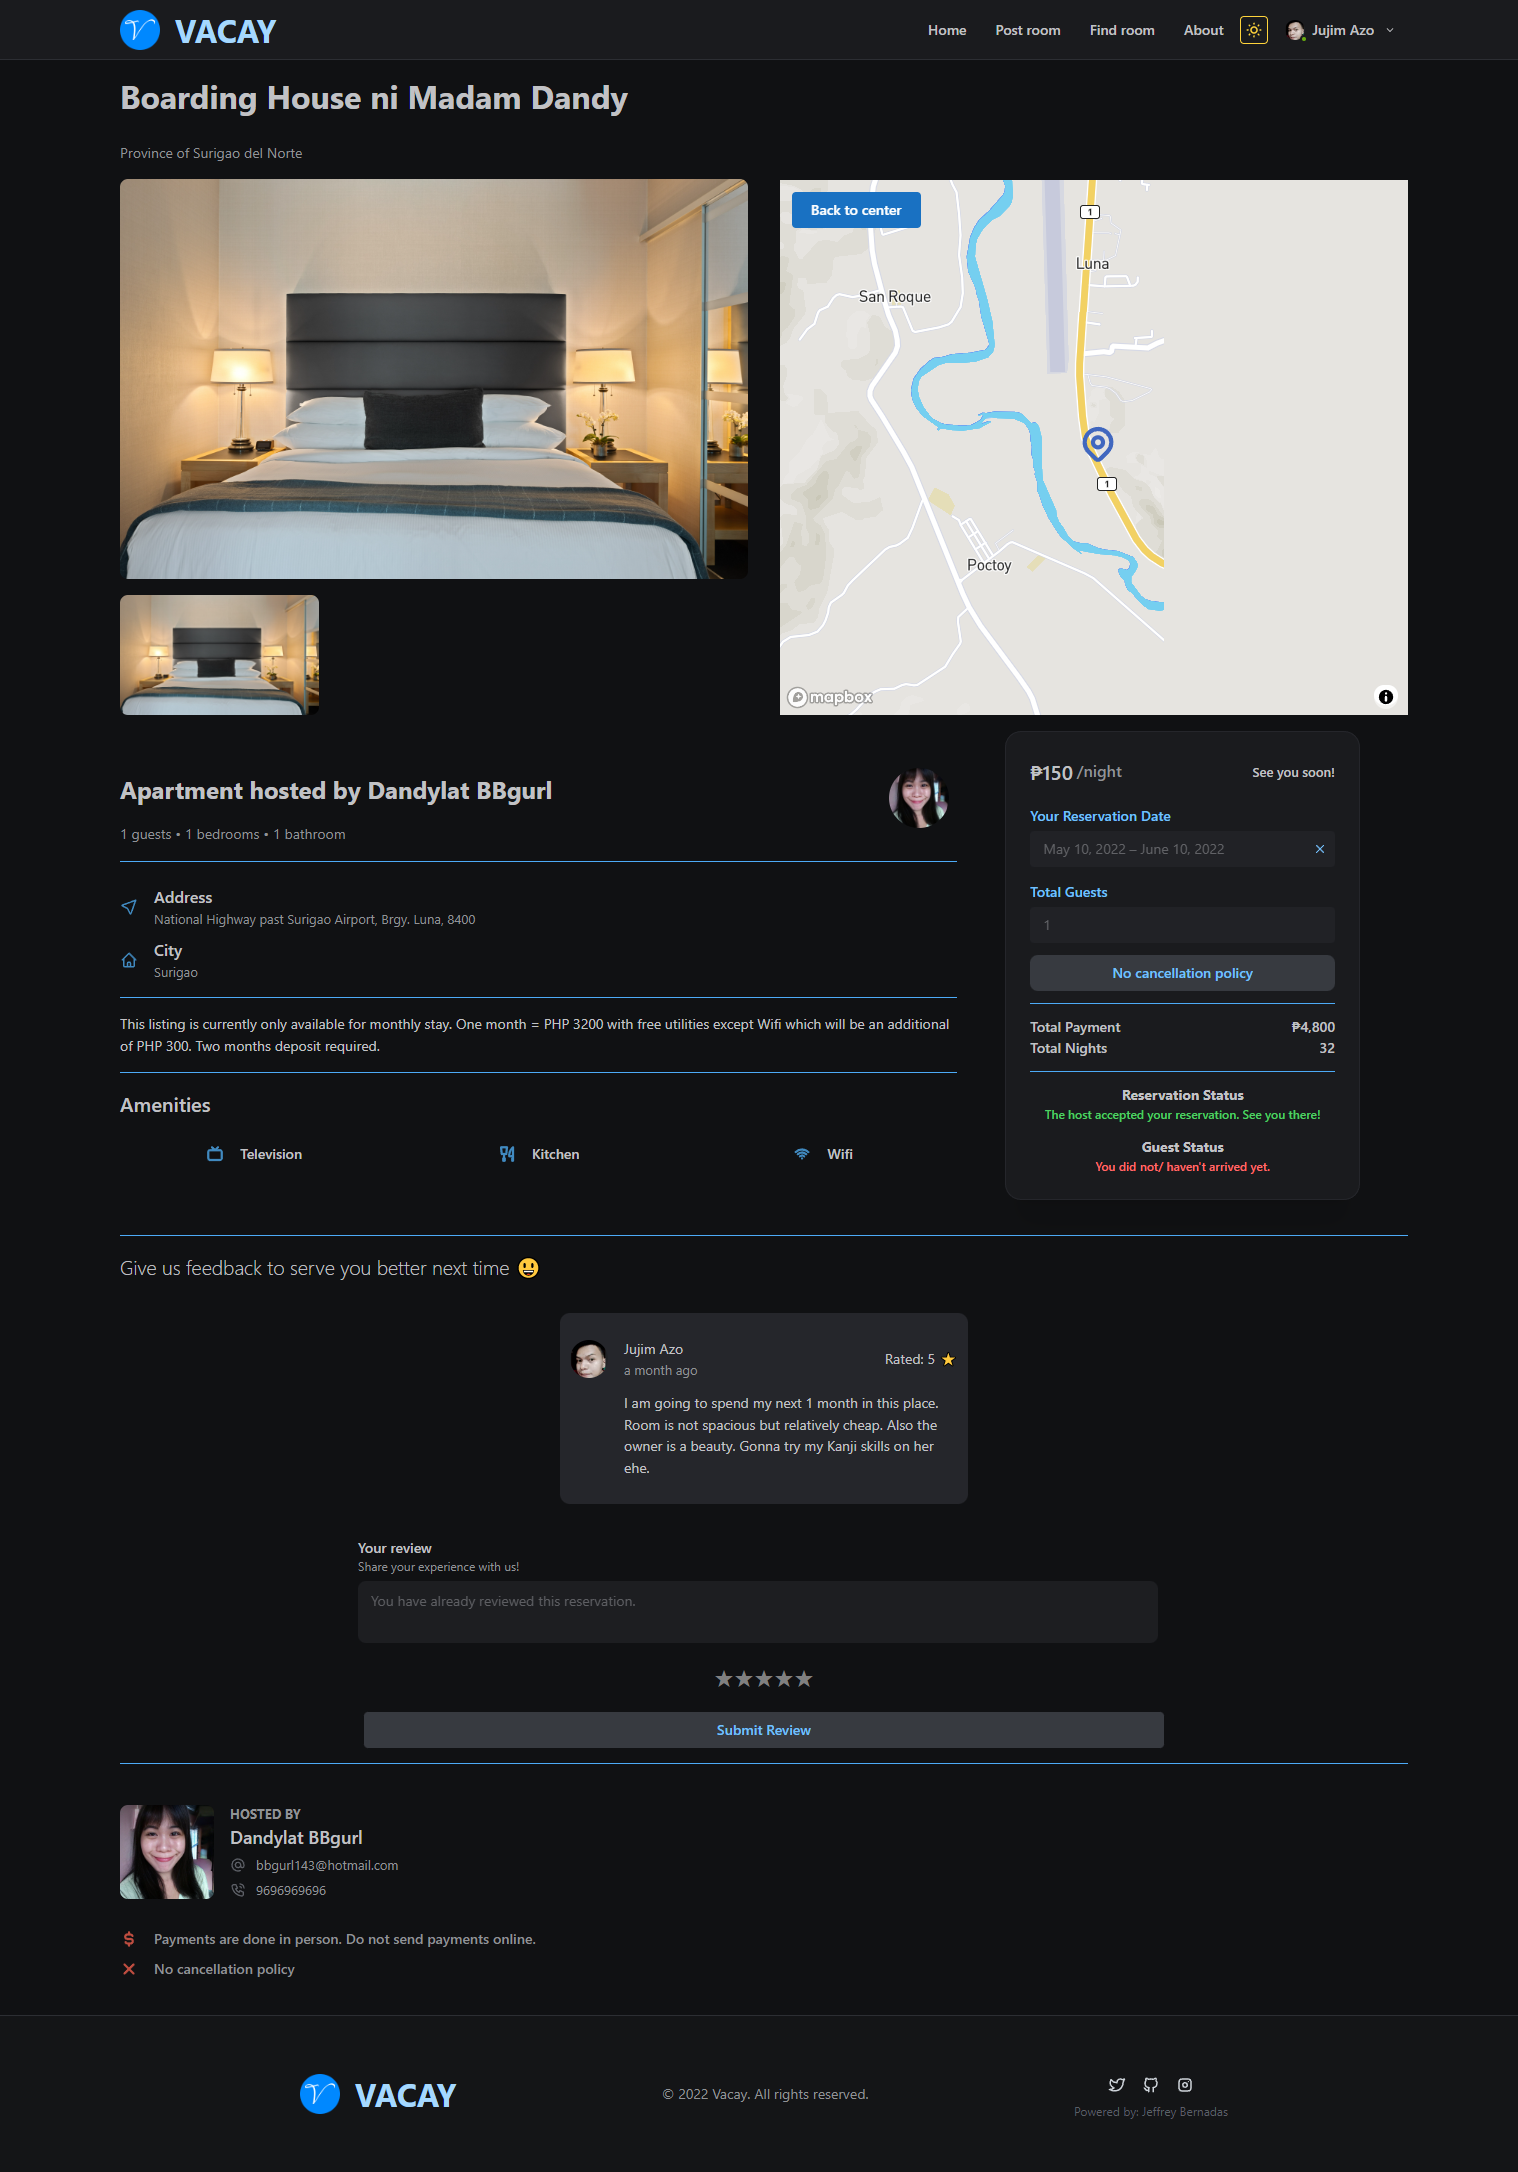 VACAY
Home
Post room
Find room
About
Jujim Azo
Boarding House ni Madam Dandy
Province of Surigao del Norte
Back to center
1
Luna
San Roque
1
Poctoy
mapbox
Apartment hosted by Dandylat BBgurl
1 guests • 1 bedrooms • 1 bathroom
Address
National Highway past Surigao Airport, Brgy. Luna, 8400
City
Surigao
This listing is currently only available for monthly stay. One month = PHP 3200 with free utilities except Wifi which will be an additional
of PHP 300. Two months deposit required.
Amenities
Television
Kitchen
Wifi
₱150 /night
See you soon!
Your Reservation Date
May 10, 2022 – June 10, 2022
Total Guests
1
No cancellation policy
Total Payment ₱4,800
Total Nights 32
Reservation Status
The host accepted your reservation. See you there!
Guest Status
You did not/ haven't arrived yet.
Give us feedback to serve you better next time 😃
Jujim Azo
a month ago
Rated: 5 ⭐
I am going to spend my next 1 month in this place.
Room is not spacious but relatively cheap. Also the
owner is a beauty. Gonna try my Kanji skills on her
ehe.
Your review
Share your experience with us!
You have already reviewed this reservation.
★★★★★
Submit Review
HOSTED BY
Dandylat BBgurl
bbgurl143@hotmail.com
9696969696
Payments are done in person. Do not send payments online.
No cancellation policy
VACAY
© 2022 Vacay. All rights reserved.
Powered by: Jeffrey Bernadas